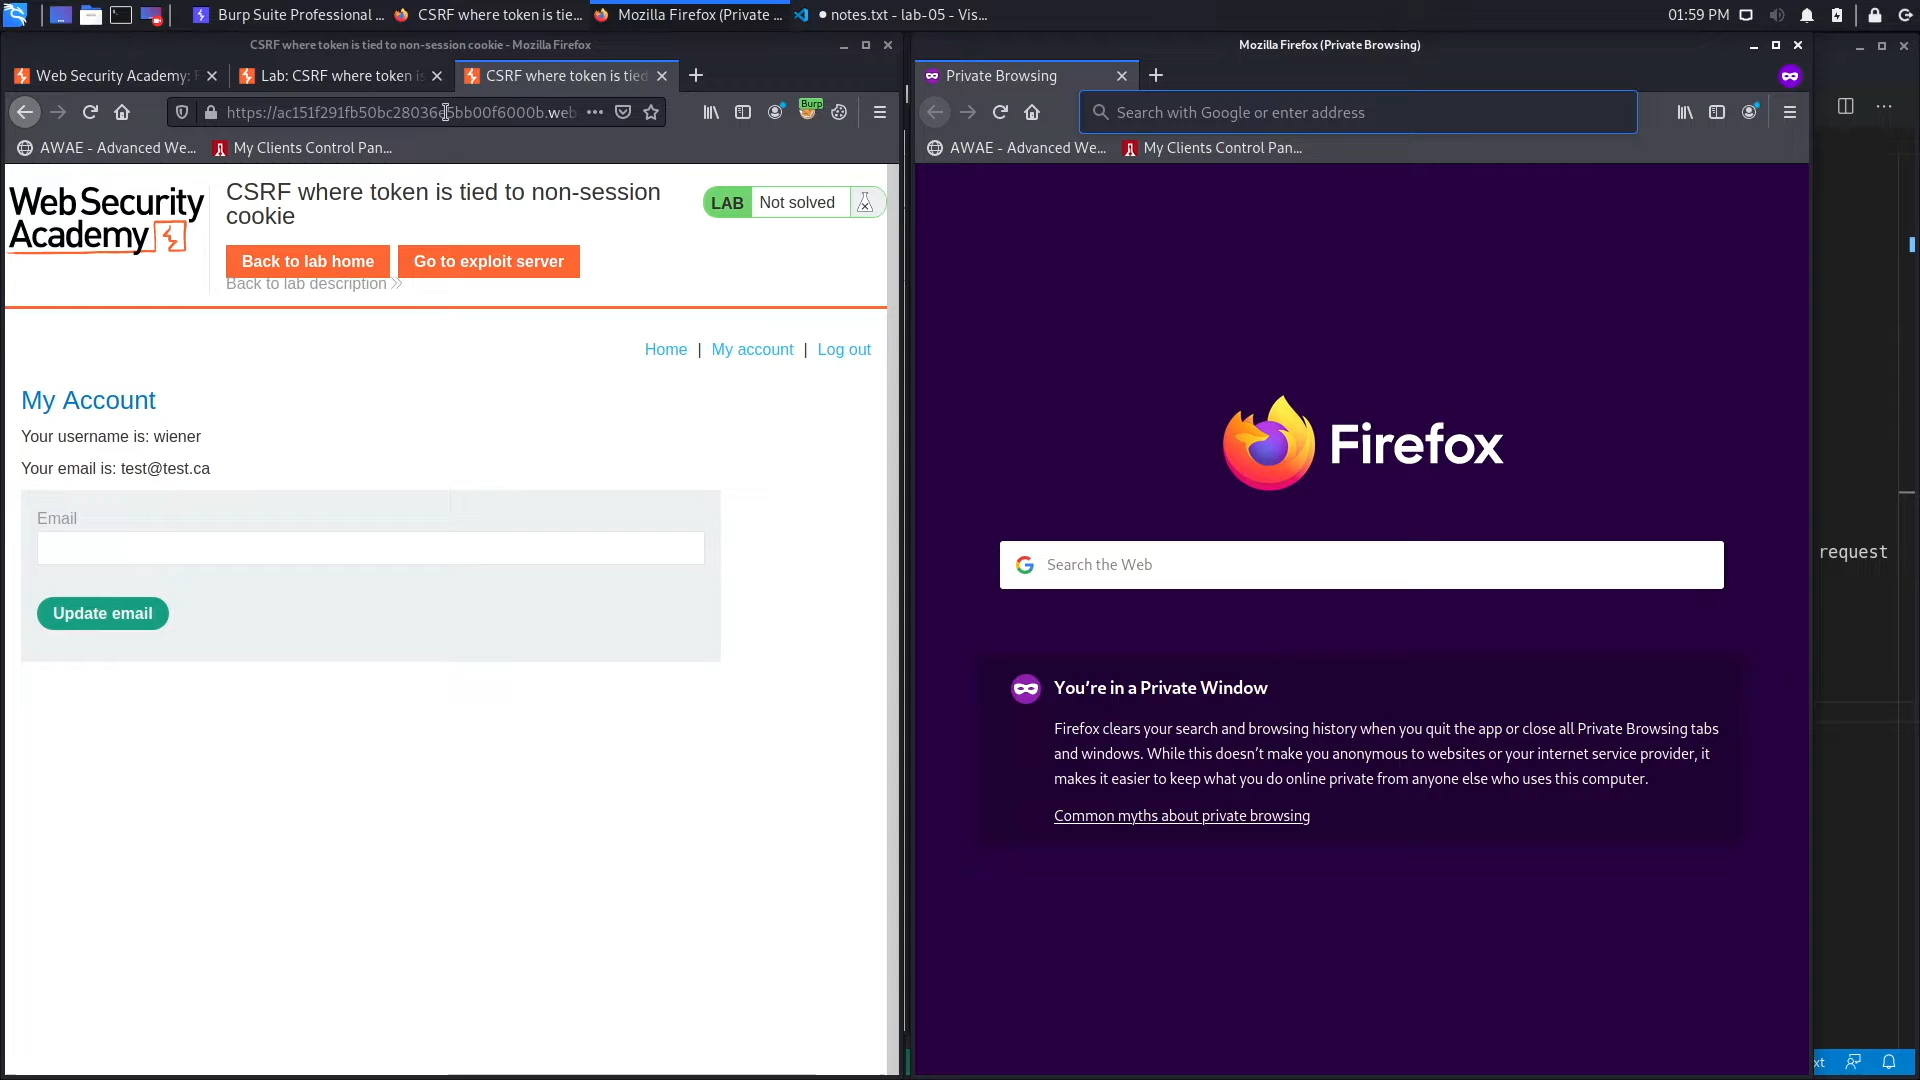 Burp Suite Professional ...
CSRF where token is tie...
Mozilla Firefox (Private ...
notes.txt - lab-05 - Vis...
01:59 PM
CSRF where token is tied to non-session cookie - Mozilla Firefox
Web Security Academy: F
Lab: CSRF where token is
CSRF where token is tied
https://ac151f291fb50bc28036e5bb00f6000b.web
Burp
AWAE - Advanced We...
My Clients Control Pan...
Web Security
Academy
CSRF where token is tied to non-session
cookie
LAB
Not solved
Back to lab home
Go to exploit server
Back to lab description
Home | My account | Log out
My Account
Your username is: wiener
Your email is: test@test.ca
Email
Update email
Mozilla Firefox (Private Browsing)
Private Browsing
Search with Google or enter address
AWAE - Advanced We...
My Clients Control Pan...
Firefox
Search the Web
You're in a Private Window
Firefox clears your search and browsing history when you quit the app or close all Private Browsing tabs
and windows. While this doesn't make you anonymous to websites or your internet service provider, it
makes it easier to keep what you do online private from anyone else who uses this computer.
Common myths about private browsing
request
xt